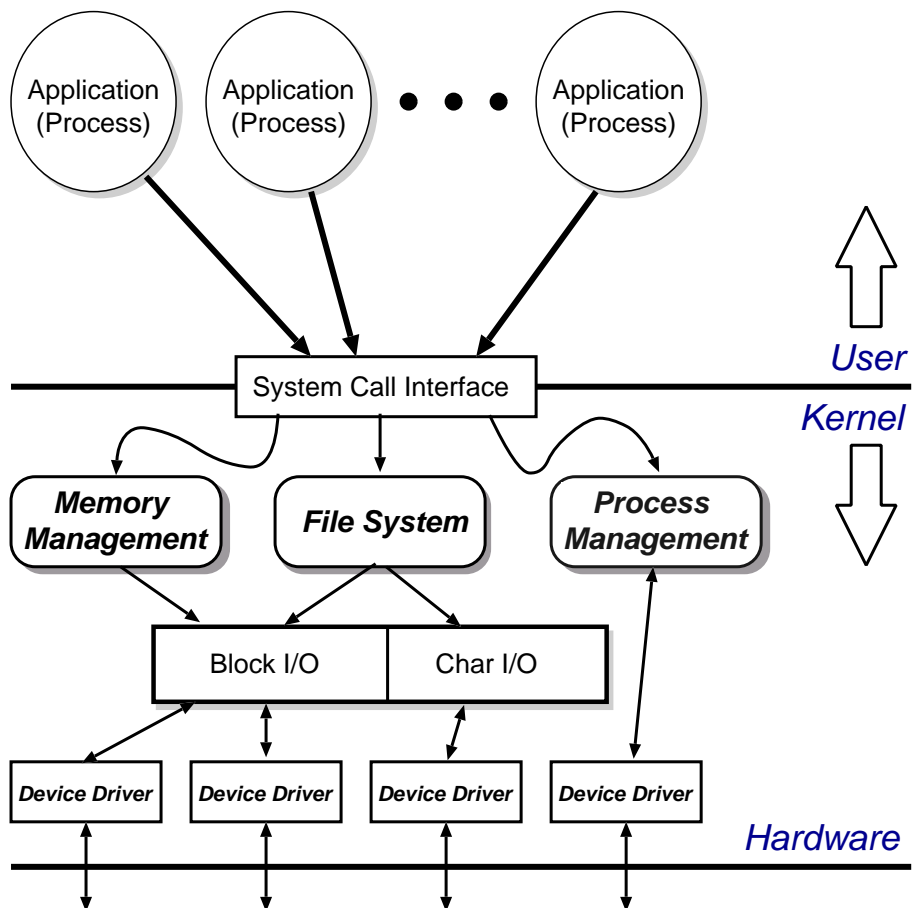 Application
(Process)
Application
(Process)
Application
(Process)
User
System Call Interface
Kernel
Memory
Management
File System
Process
Management
Block I/O
Char I/O
Device Driver
Device Driver
Device Driver
Device Driver
Hardware